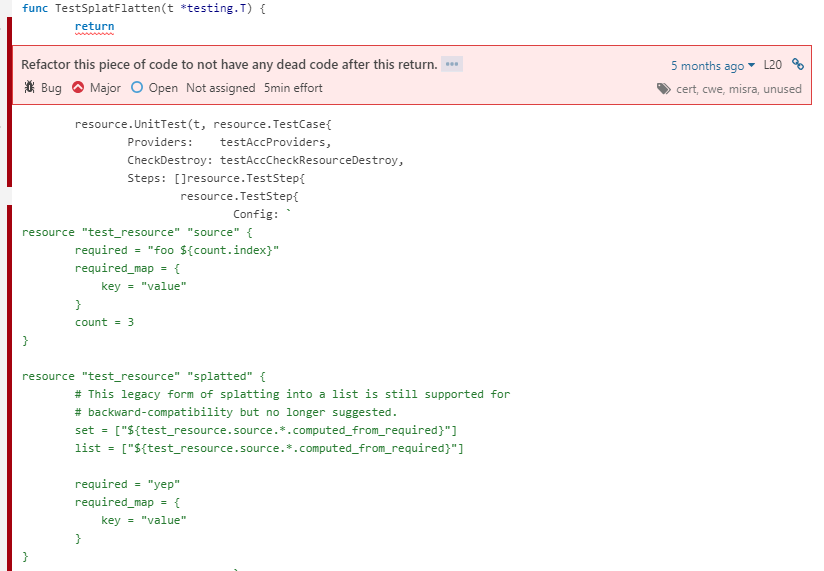 func TestSplatFlatten(t *testing.T) {
return
Refactor this piece of code to not have any dead code after this return. ••• 5 months ago L20
Bug Major Open Not assigned 5min effort cert, cwe, misra, unused
resource.UnitTest(t, resource.TestCase{
Providers: testAccProviders,
CheckDestroy: testAccCheckResourceDestroy,
Steps: []resource.TestStep{
resource.TestStep{
Config: `
resource "test_resource" "source" {
required = "foo ${count.index}"
required_map = {
key = "value"
}
count = 3
}
resource "test_resource" "splatted" {
# This legacy form of splatting into a list is still supported for
# backward-compatibility but no longer suggested.
set = ["${test_resource.source.*.computed_from_required}"]
list = ["${test_resource.source.*.computed_from_required}"]
required = "yep"
required_map = {
key = "value"
}
}